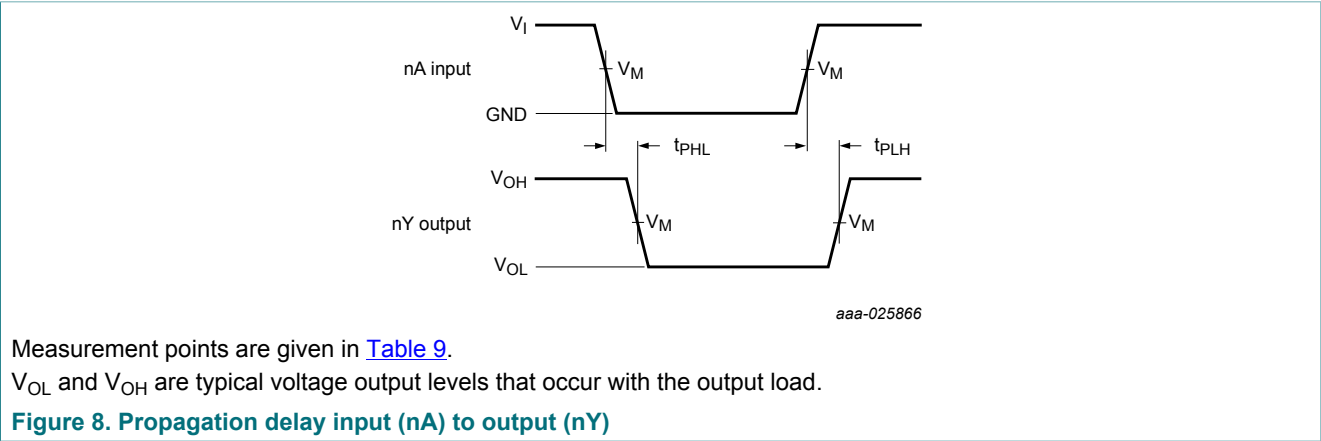 V_I
nA input
V_M
V_M
GND
t_PHL
t_PLH
V_OH
nY output
V_M
V_M
V_OL
aaa-025866
Measurement points are given in Table 9.
V_OL and V_OH are typical voltage output levels that occur with the output load.
Figure 8. Propagation delay input (nA) to output (nY)